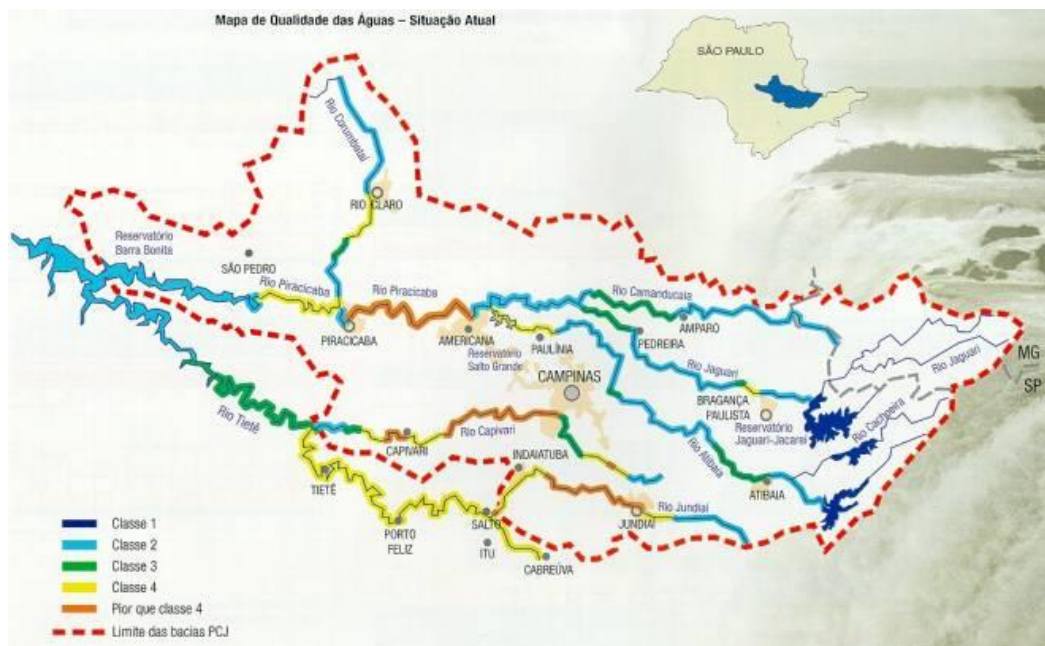 Mapa de Qualidade das Águas – Situação Atual
SÃO PAULO
Rio Corumbataí
RIO CLARO
Reservatório
Barra Bonita
SÃO PEDRO
Rio Piracicaba
Rio Piracicaba
Rio Camanducaia
PIRACICABA
AMERICANA
Reservatório
Salto Grande
PAULÍNIA
AMPARO
PEDREIRA
Rio Jaguari
MG
SP
Rio Jaguari
CAMPINAS
BRAGANÇA
PAULISTA
Reservatório
Jaguari-Jacareí
Rio Cachoeira
Rio Tietê
Rio Capivari
CAPIVARI
Rio Atibaia
INDAIATUBA
ATIBAIA
TIETÊ
Rio Jundiaí
JUNDIAÍ
SALTO
PORTO
FELIZ
ITU
CABREÚVA
Classe 1
Classe 2
Classe 3
Classe 4
Pior que classe 4
Limite das bacias PCJ